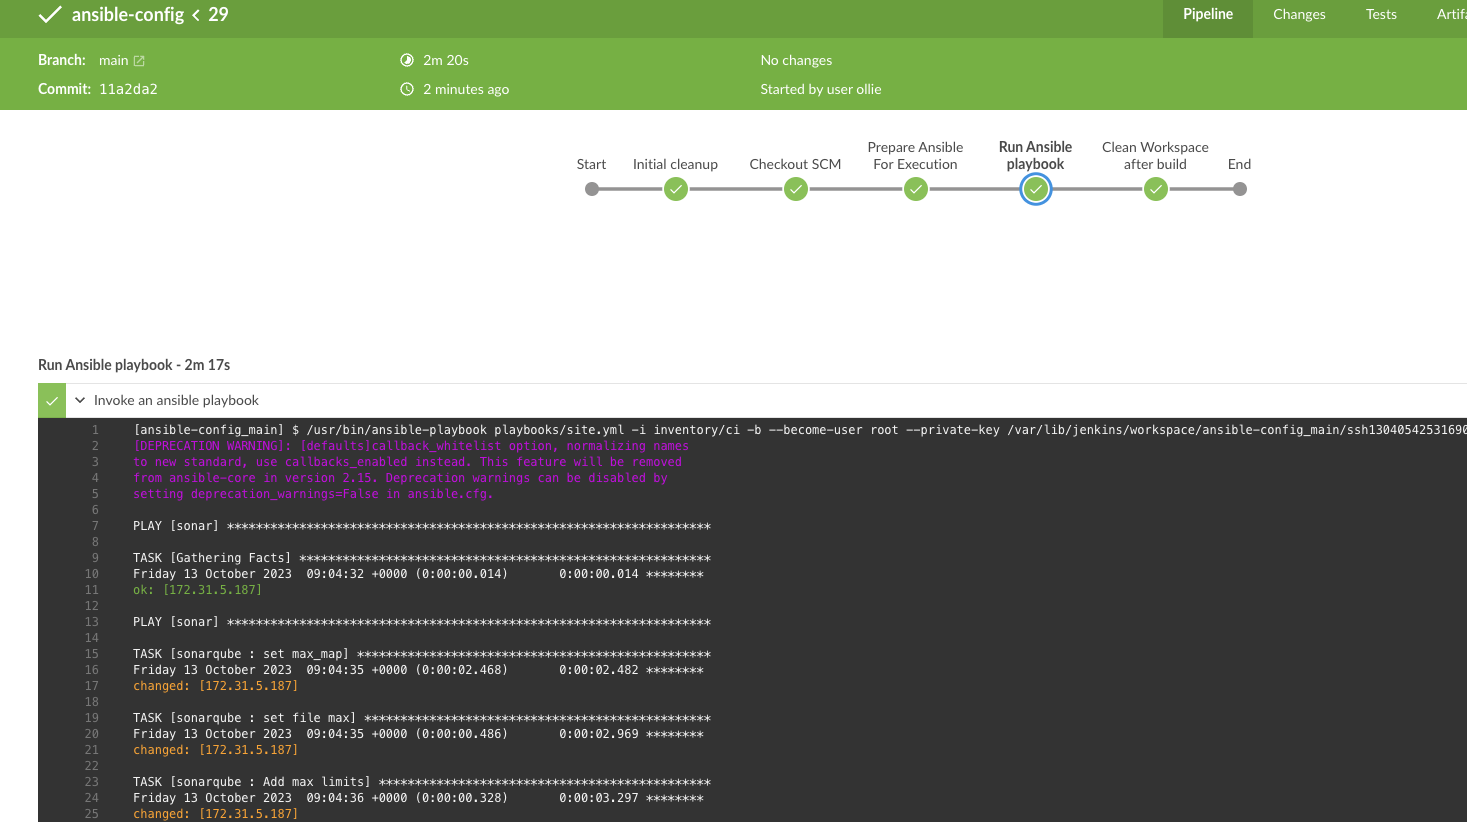 ansible-config < 29
Pipeline Changes Tests Artifa
Branch: main 2m 20s No changes
Commit: 11a2da2 2 minutes ago Started by user ollie
Start Initial cleanup Checkout SCM Prepare Ansible For Execution Run Ansible playbook Clean Workspace after build End
Run Ansible playbook - 2m 17s
Invoke an ansible playbook
1 [ansible-config_main] $ /usr/bin/ansible-playbook playbooks/site.yml -i inventory/ci -b --become-user root --private-key /var/lib/jenkins/workspace/ansible-config_main/ssh13040542531690
2 [DEPRECATION WARNING]: [defaults]callback_whitelist option, normalizing names
3 to new standard, use callbacks_enabled instead. This feature will be removed
4 from ansible-core in version 2.15. Deprecation warnings can be disabled by
5 setting deprecation_warnings=False in ansible.cfg.
6
7 PLAY [sonar] *******************************************************************
8
9 TASK [Gathering Facts] *********************************************************
10 Friday 13 October 2023  09:04:32 +0000 (0:00:00.014)       0:00:00.014 ********
11 ok: [172.31.5.187]
12
13 PLAY [sonar] *******************************************************************
14
15 TASK [sonarqube : set max_map] *************************************************
16 Friday 13 October 2023  09:04:35 +0000 (0:00:02.468)       0:00:02.482 ********
17 changed: [172.31.5.187]
18
19 TASK [sonarqube : set file max] ************************************************
20 Friday 13 October 2023  09:04:35 +0000 (0:00:00.486)       0:00:02.969 ********
21 changed: [172.31.5.187]
22
23 TASK [sonarqube : Add max limits] **********************************************
24 Friday 13 October 2023  09:04:36 +0000 (0:00:00.328)       0:00:03.297 ********
25 changed: [172.31.5.187]